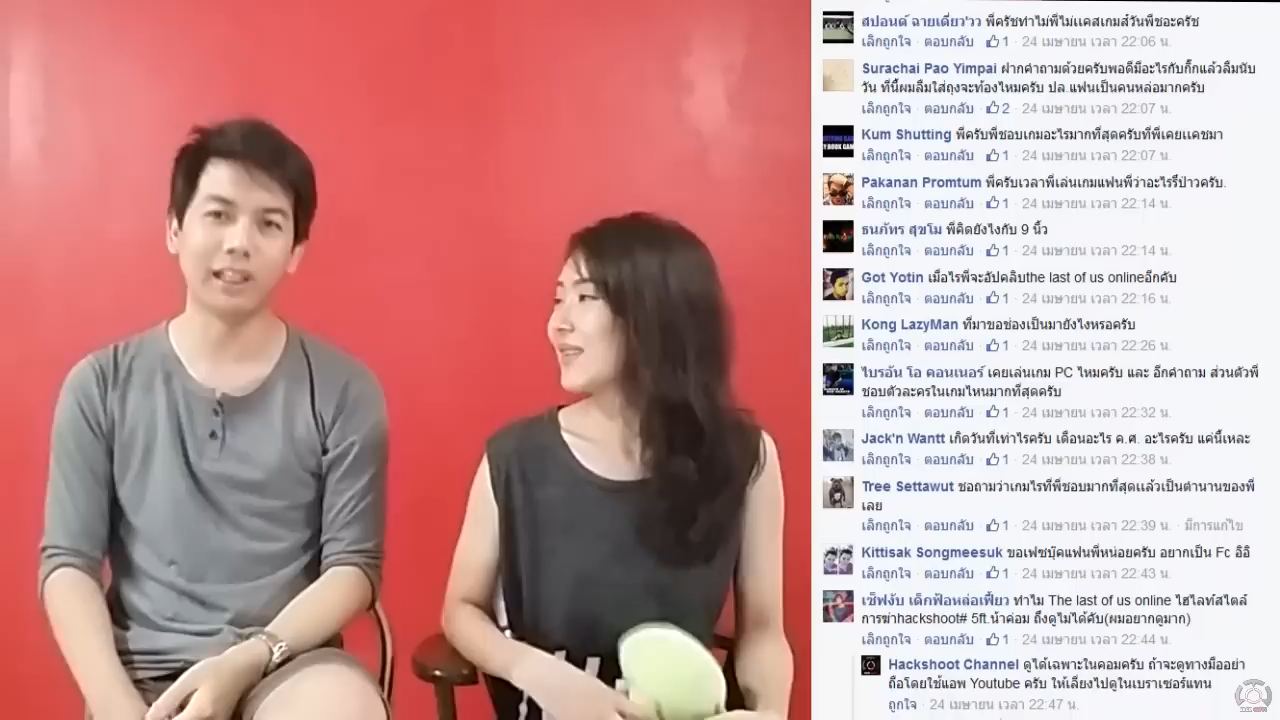 สปอนด์ ฉายเดี่ยว'วว พี่ครัชทำไม่พี่ไม่แคสเกมส์วันพีชอะครัช
เลิกถูกใจ · ตอบกลับ · 1 · 24 เมษายน เวลา 22:06 น.
Surachai Pao Yimpai ฝากคำถามด้วยครับพอดีมีอะไรกับกิ๊กแล้วลืมนับ
วัน ทีนี้ผมลืมใส่ถุงจะท้องไหมครับ ปล.แฟนเป็นคนหล่อมากครับ
เลิกถูกใจ · ตอบกลับ · 2 · 24 เมษายน เวลา 22:07 น.
Kum Shutting พี่ครับพี่ชอบเกมอะไรมากที่สุดครับที่พี่เคยแคชมา
เลิกถูกใจ · ตอบกลับ · 1 · 24 เมษายน เวลา 22:07 น.
Pakanan Promtum พี่ครับเวลาพี่เล่นเกมแฟนพี่ว่าอะไรรึ่ป่าวครับ.
เลิกถูกใจ · ตอบกลับ · 1 · 24 เมษายน เวลา 22:14 น.
ธนภัทร สุขโม พี่คิดยังไงกับ 9 นิ้ว
เลิกถูกใจ · ตอบกลับ · 1 · 24 เมษายน เวลา 22:14 น.
Got Yotin เมื่อไรพี่จะอัปคลิบthe last of us onlineอีกคับ
เลิกถูกใจ · ตอบกลับ · 1 · 24 เมษายน เวลา 22:16 น.
Kong LazyMan ที่มาขอช่องเป็นมายังไงหรอครับ
เลิกถูกใจ · ตอบกลับ · 1 · 24 เมษายน เวลา 22:26 น.
ไบรอัน โอ คอนเนอร์ เคยเล่นเกม PC ไหมครับ และ อีกคำถาม ส่วนตัวพี่
ชอบตัวละครในเกมไหนมากที่สุดครับ
เลิกถูกใจ · ตอบกลับ · 1 · 24 เมษายน เวลา 22:32 น.
Jack'n Wantt เกิดวันที่เท่าไรครับ เดือนอะไร ค.ศ. อะไรครับ แค่นี้เหละ
เลิกถูกใจ · ตอบกลับ · 1 · 24 เมษายน เวลา 22:38 น.
Tree Settawut ขอถามว่าเกมไรที่พี่ชอบมากที่สุดแล้วเป็นตำนานของพี่
เลย
เลิกถูกใจ · ตอบกลับ · 1 · 24 เมษายน เวลา 22:39 น. · มีการแก้ไข
Kittisak Songmeesuk ขอเฟซบุ๊คแฟนพี่หน่อยครับ อยากเป็น Fc อิอิ
เลิกถูกใจ · ตอบกลับ · 1 · 24 เมษายน เวลา 22:43 น.
เซ็ฟงับ เด็กฟ้อหล่อเฟี้ยว ทำไม The last of us online ไฮไลท์สไตล์
การฆ่าhackshoot# 5ft.น้าค่อม ถึงดูไม่ได้คับ(ผมอยากดูมาก)
เลิกถูกใจ · ตอบกลับ · 1 · 24 เมษายน เวลา 22:44 น.
Hackshoot Channel ดูได้เฉพาะในคอมครับ ถ้าจะดูทางมืออย่า
ถือโดยใช้แอพ Youtube ครับ ให้เลี่ยงไปดูในเบราเซอร์แทน
ถูกใจ · 24 เมษายน เวลา 22:47 น.